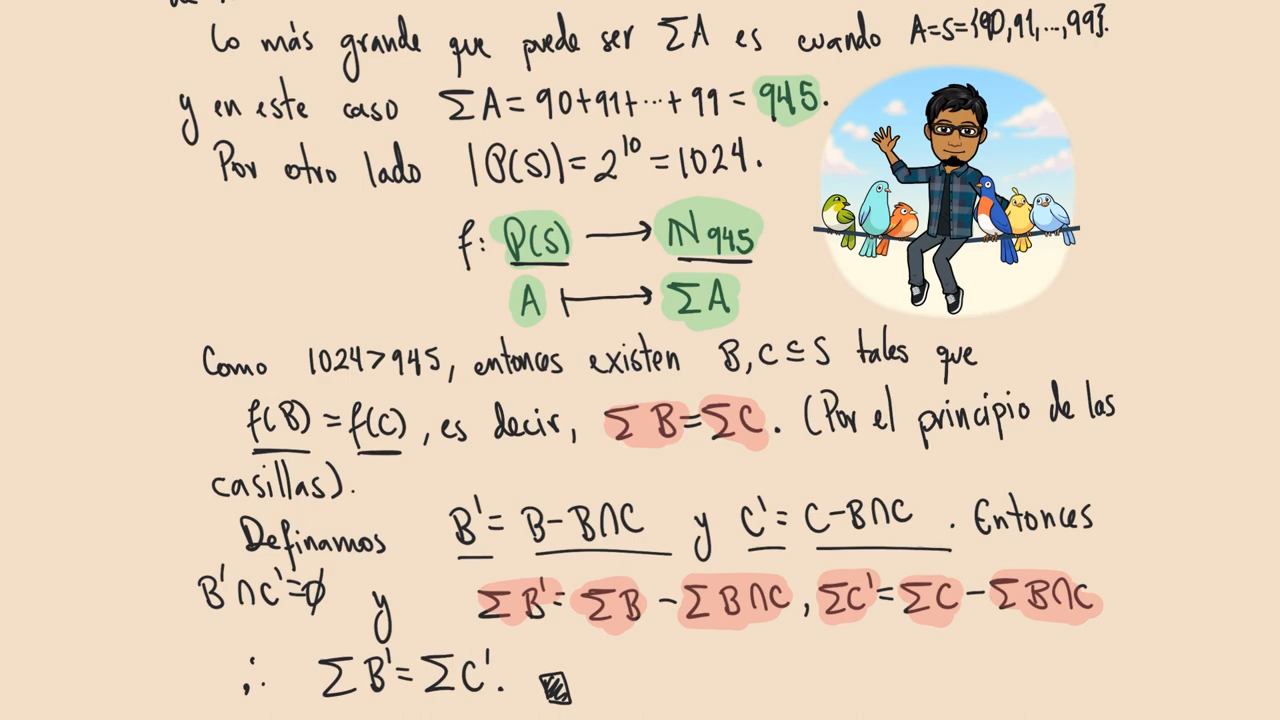 Lo más grande que puede ser ΣA es cuando A=S={90,91,...,99}.
y en este caso ΣA = 90+91+...+99 = 945.
Por otro lado |P(S)| = 2^10 = 1024.
f: P(S) → ℕ945
A ↦ ΣA
Como 1024>945, entonces existen B,C⊆S tales que
f(B) = f(C), es decir, ΣB=ΣC. (Por el principio de las
casillas).
Definamos B' = B-B∩C y C' = C-B∩C. Entonces
B'∩C'=∅ y ΣB'=ΣB-ΣB∩C, ΣC'=ΣC-ΣB∩C
∴ ΣB'=ΣC'.